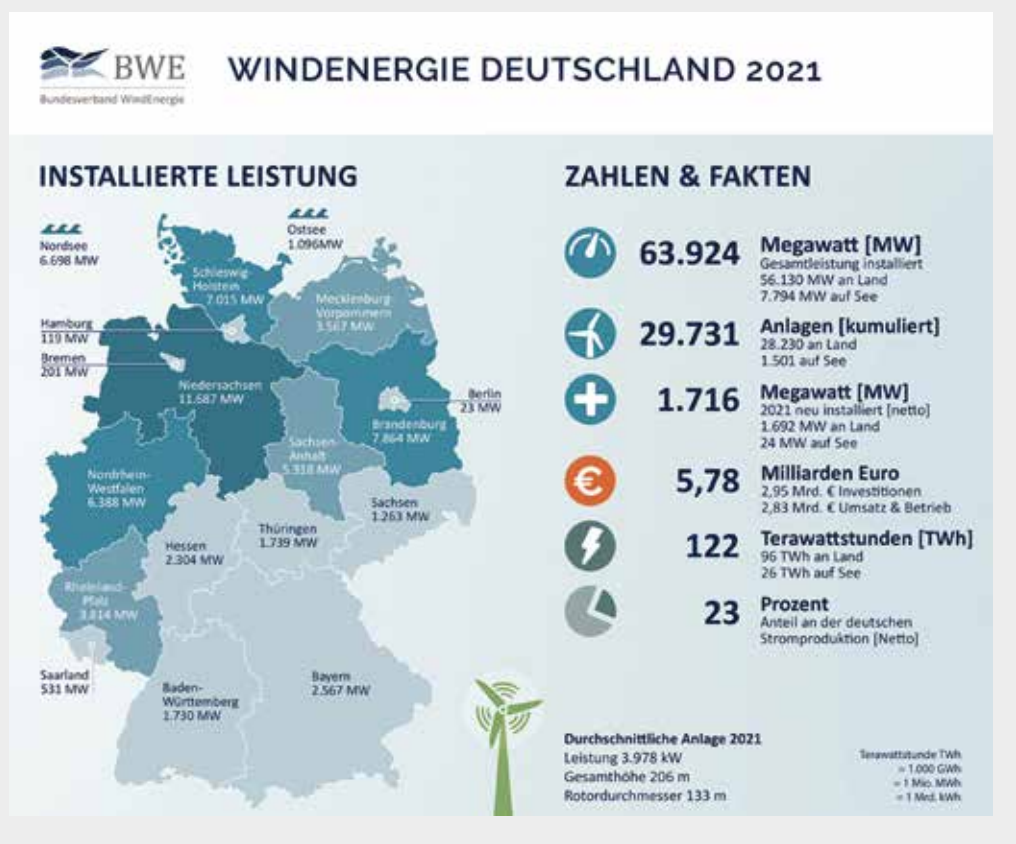 BWE
Bundesverband WindEnergie
WINDENERGIE DEUTSCHLAND 2021
INSTALLIERTE LEISTUNG
Nordsee
6.698 MW
Ostsee
1.096MW
Schleswig-
Holstein
7.015 MW
Mecklenburg-
Vorpommern
3.567 MW
Hamburg
119 MW
Bremen
201 MW
Niedersachsen
11.687 MW
Berlin
23 MW
Brandenburg
7.864 MW
Sachsen-
Anhalt
5.318 MW
Nordrhein-
Westfalen
6.388 MW
Sachsen
1.263 MW
Thüringen
1.739 MW
Hessen
2.304 MW
Rheinland-
Pfalz
3.814 MW
Saarland
531 MW
Baden-
Württemberg
1.730 MW
Bayern
2.567 MW
ZAHLEN & FAKTEN
63.924 Megawatt [MW]
Gesamtleistung installiert
56.130 MW an Land
7.794 MW auf See
29.731 Anlagen [kumuliert]
28.230 an Land
1.501 auf See
1.716 Megawatt [MW]
2021 neu installiert [netto]
1.692 MW an Land
24 MW auf See
€ 5,78 Milliarden Euro
2,95 Mrd. € Investitionen
2,83 Mrd. € Umsatz & Betrieb
122 Terawattstunden [TWh]
96 TWh an Land
26 TWh auf See
23 Prozent
Anteil an der deutschen
Stromproduktion [Netto]
Durchschnittliche Anlage 2021
Leistung 3.978 kW
Gesamthöhe 206 m
Rotordurchmesser 133 m
Terawattstunde TWh
= 1.000 GWh
= 1 Mio. MWh
= 1 Mrd. kWh